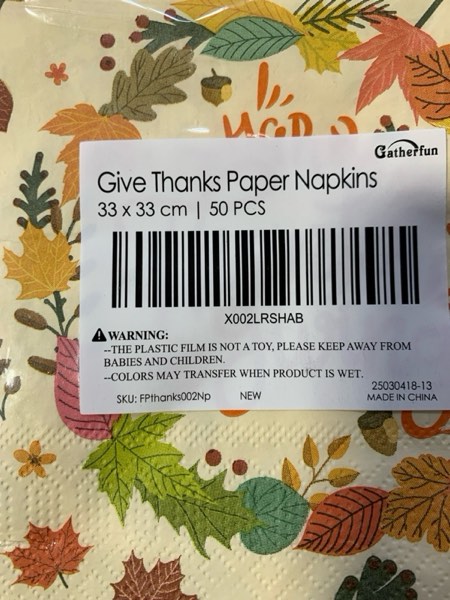 Gatherfun
Give Thanks Paper Napkins
33 x 33 cm | 50 PCS
X002LRSHAB
WARNING:
--THE PLASTIC FILM IS NOT A TOY, PLEASE KEEP AWAY FROM
BABIES AND CHILDREN.
--COLORS MAY TRANSFER WHEN PRODUCT IS WET.
25030418-13
SKU: FPthanks002Np NEW MADE IN CHINA